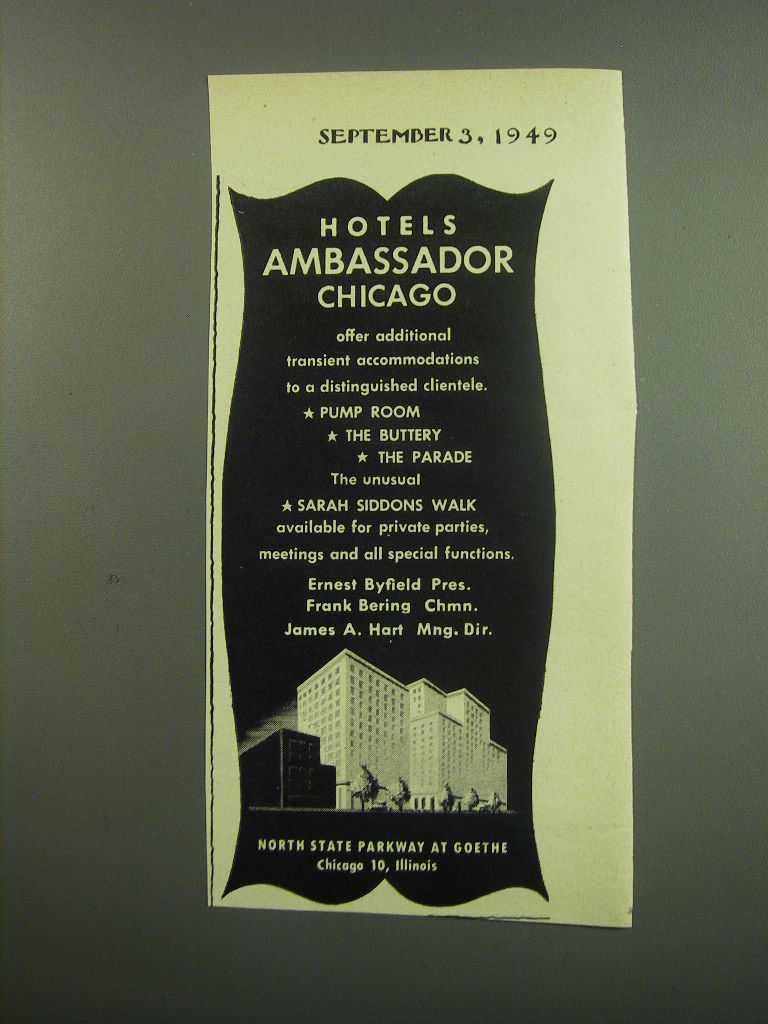 SEPTEMBER 3, 1949
HOTELS
AMBASSADOR
CHICAGO
offer additional
transient accommodations
to a distinguished clientele.
★ PUMP ROOM
★ THE BUTTERY
★ THE PARADE
The unusual
★ SARAH SIDDONS WALK
available for private parties,
meetings and all special functions.
Ernest Byfield Pres.
Frank Bering Chmn.
James A. Hart Mng. Dir.
NORTH STATE PARKWAY AT GOETHE
Chicago 10, Illinois